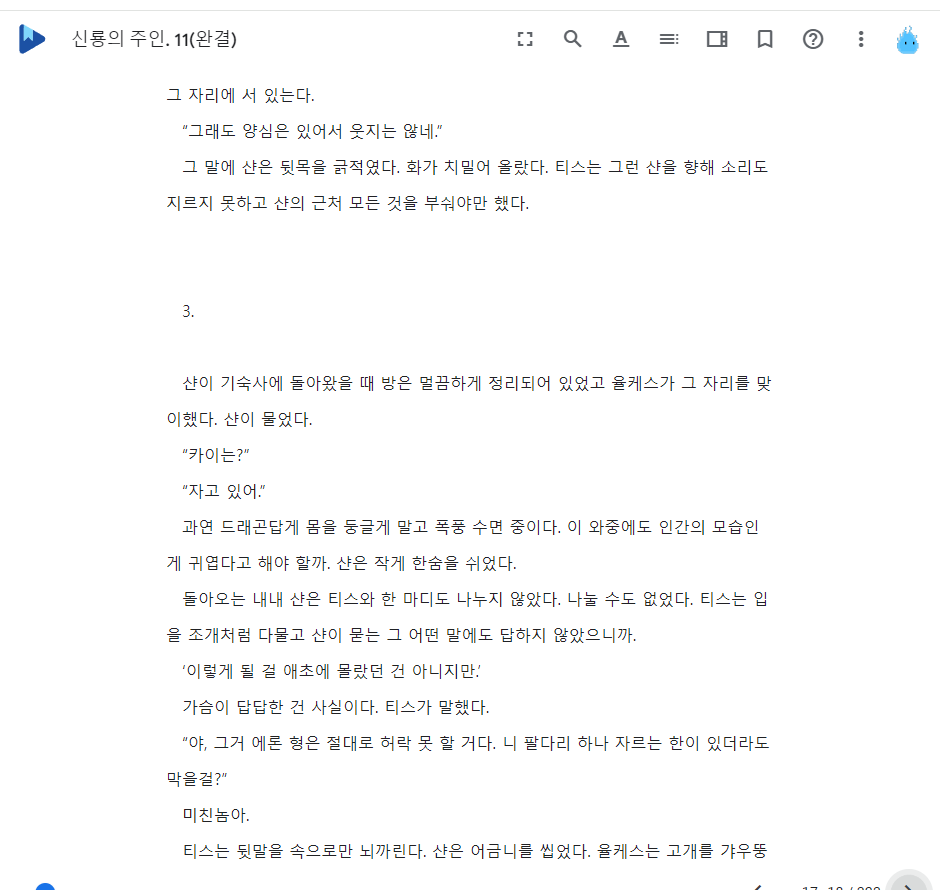 신룡의 주인. 11(완결)
그 자리에 서 있는다.
“그래도 양심은 있어서 웃지는 않네.”
그 말에 샨은 뒷목을 긁적였다. 화가 치밀어 올랐다. 티스는 그런 샨을 향해 소리도
지르지 못하고 샨의 근처 모든 것을 부숴야만 했다.
3.
샨이 기숙사에 돌아왔을 때 방은 멀끔하게 정리되어 있었고 율케스가 그 자리를 맞
이했다. 샨이 물었다.
“카이는?”
“자고 있어.”
과연 드래곤답게 몸을 둥글게 말고 폭풍 수면 중이다. 이 와중에도 인간의 모습인
게 귀엽다고 해야 할까. 샨은 작게 한숨을 쉬었다.
돌아오는 내내 샨은 티스와 한 마디도 나누지 않았다. 나눌 수도 없었다. 티스는 입
을 조개처럼 다물고 샨이 묻는 그 어떤 말에도 답하지 않았으니까.
‘이렇게 될 걸 애초에 몰랐던 건 아니지만.’
가슴이 답답한 건 사실이다. 티스가 말했다.
“야, 그거 에론 형은 절대로 허락 못 할 거다. 니 팔다리 하나 자르는 한이 있더라도
막을걸?”
미친놈아.
티스는 뒷말을 속으로만 뇌까린다. 샨은 어금니를 씹었다. 율케스는 고개를 갸우뚱